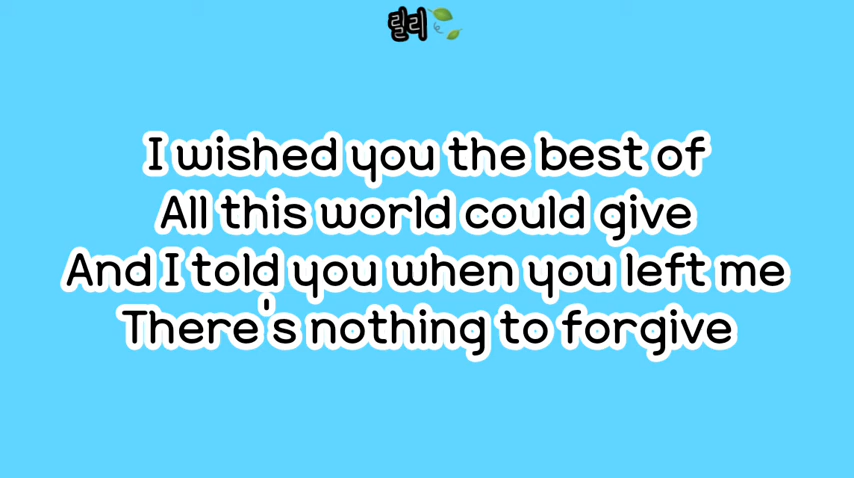 릴리
I wished you the best of
All this world could give
And I told you when you left me
There's nothing to forgive